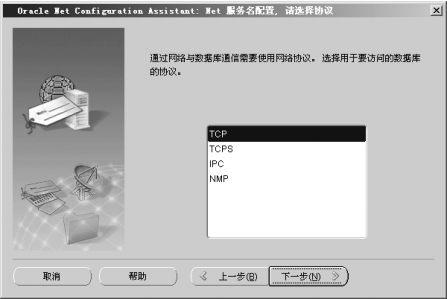 Oracle Net Configuration Assistant: Net 服务名配置, 请选择协议
通过网络与数据库通信需要使用网络协议。选择用于要访问的数据库
的协议。
TCP
TCPS
IPC
NMP
取消 帮助 上一步(B) 下一步(N)